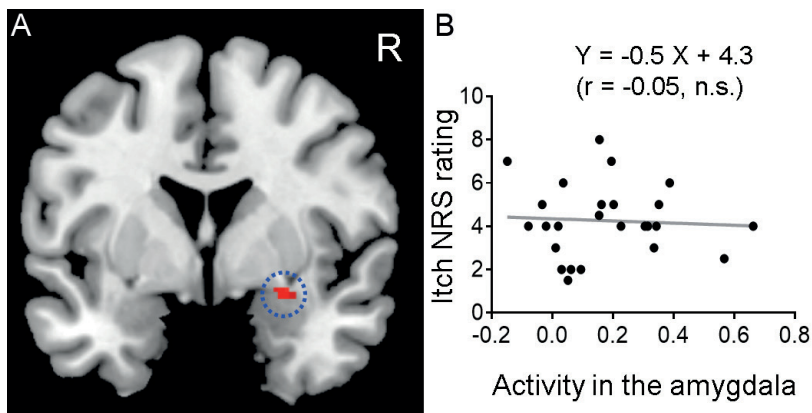 A
R
B
Y = -0.5 X + 4.3
(r = -0.05, n.s.)
Itch NRS rating
10
8
6
4
2
0
-0.2 0.0 0.2 0.4 0.6 0.8
Activity in the amygdala